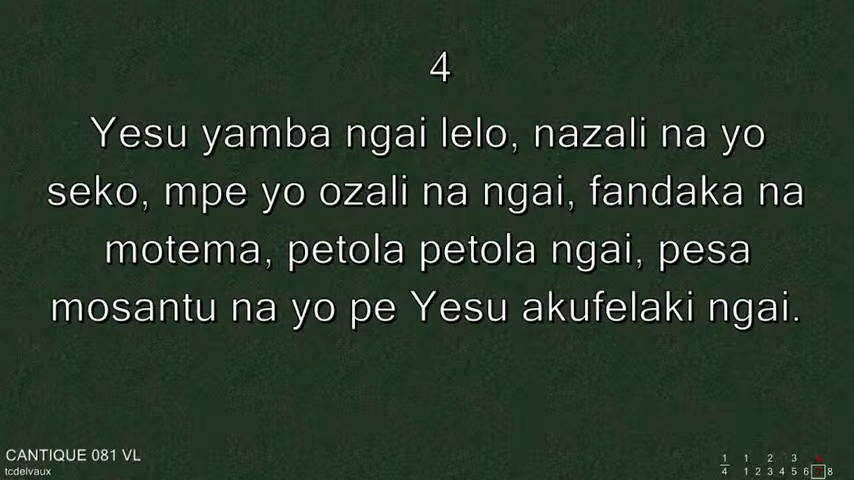 4
Yesu yamba ngai lelo, nazali na yo
seko, mpe yo ozali na ngai, fandaka na
motema, petola petola ngai, pesa
mosantu na yo pe Yesu akufelaki ngai.
CANTIQUE 081 VL
tcdelvaux
1 1 2 3
4 1 2 3 4 5 6 7 8